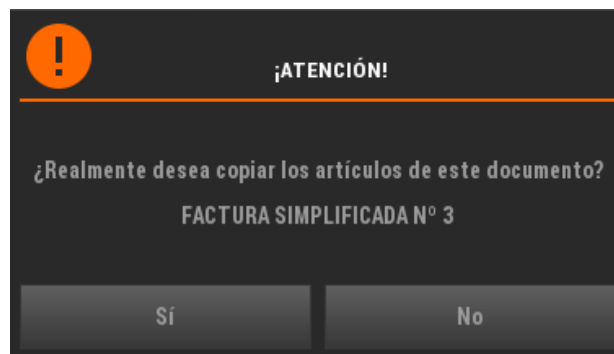 ¡ATENCIÓN!
¿Realmente desea copiar los artículos de este documento?
FACTURA SIMPLIFICADA Nº 3
Sí
No